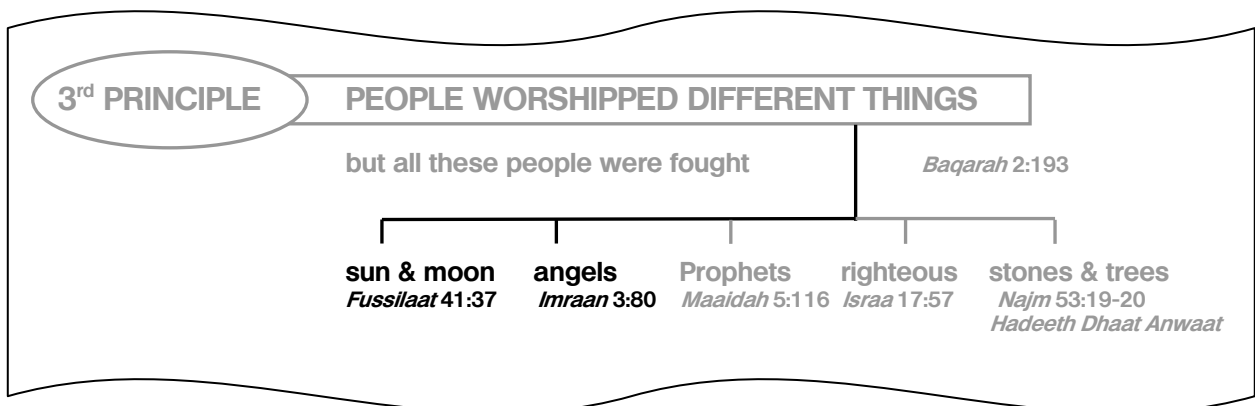 3rd PRINCIPLE PEOPLE WORSHIPPED DIFFERENT THINGS
but all these people were fought Baqarah 2:193
sun & moon angels Prophets righteous stones & trees
Fussilaat 41:37 Imraan 3:80 Maaidah 5:116 Israa 17:57 Najm 53:19-20
Hadeeth Dhaat Anwaat